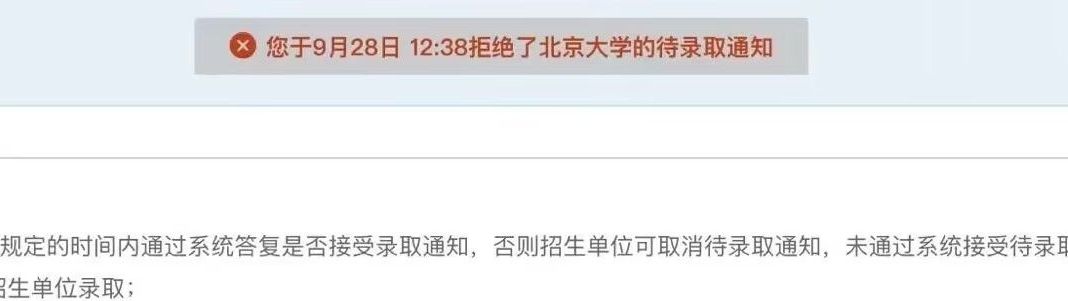 您于9月28日 12:38拒绝了北京大学的待录取通知
规定的时间内通过系统答复是否接受录取通知，否则招生单位可取消待录取通知，未通过系统接受待录取
招生单位录取；